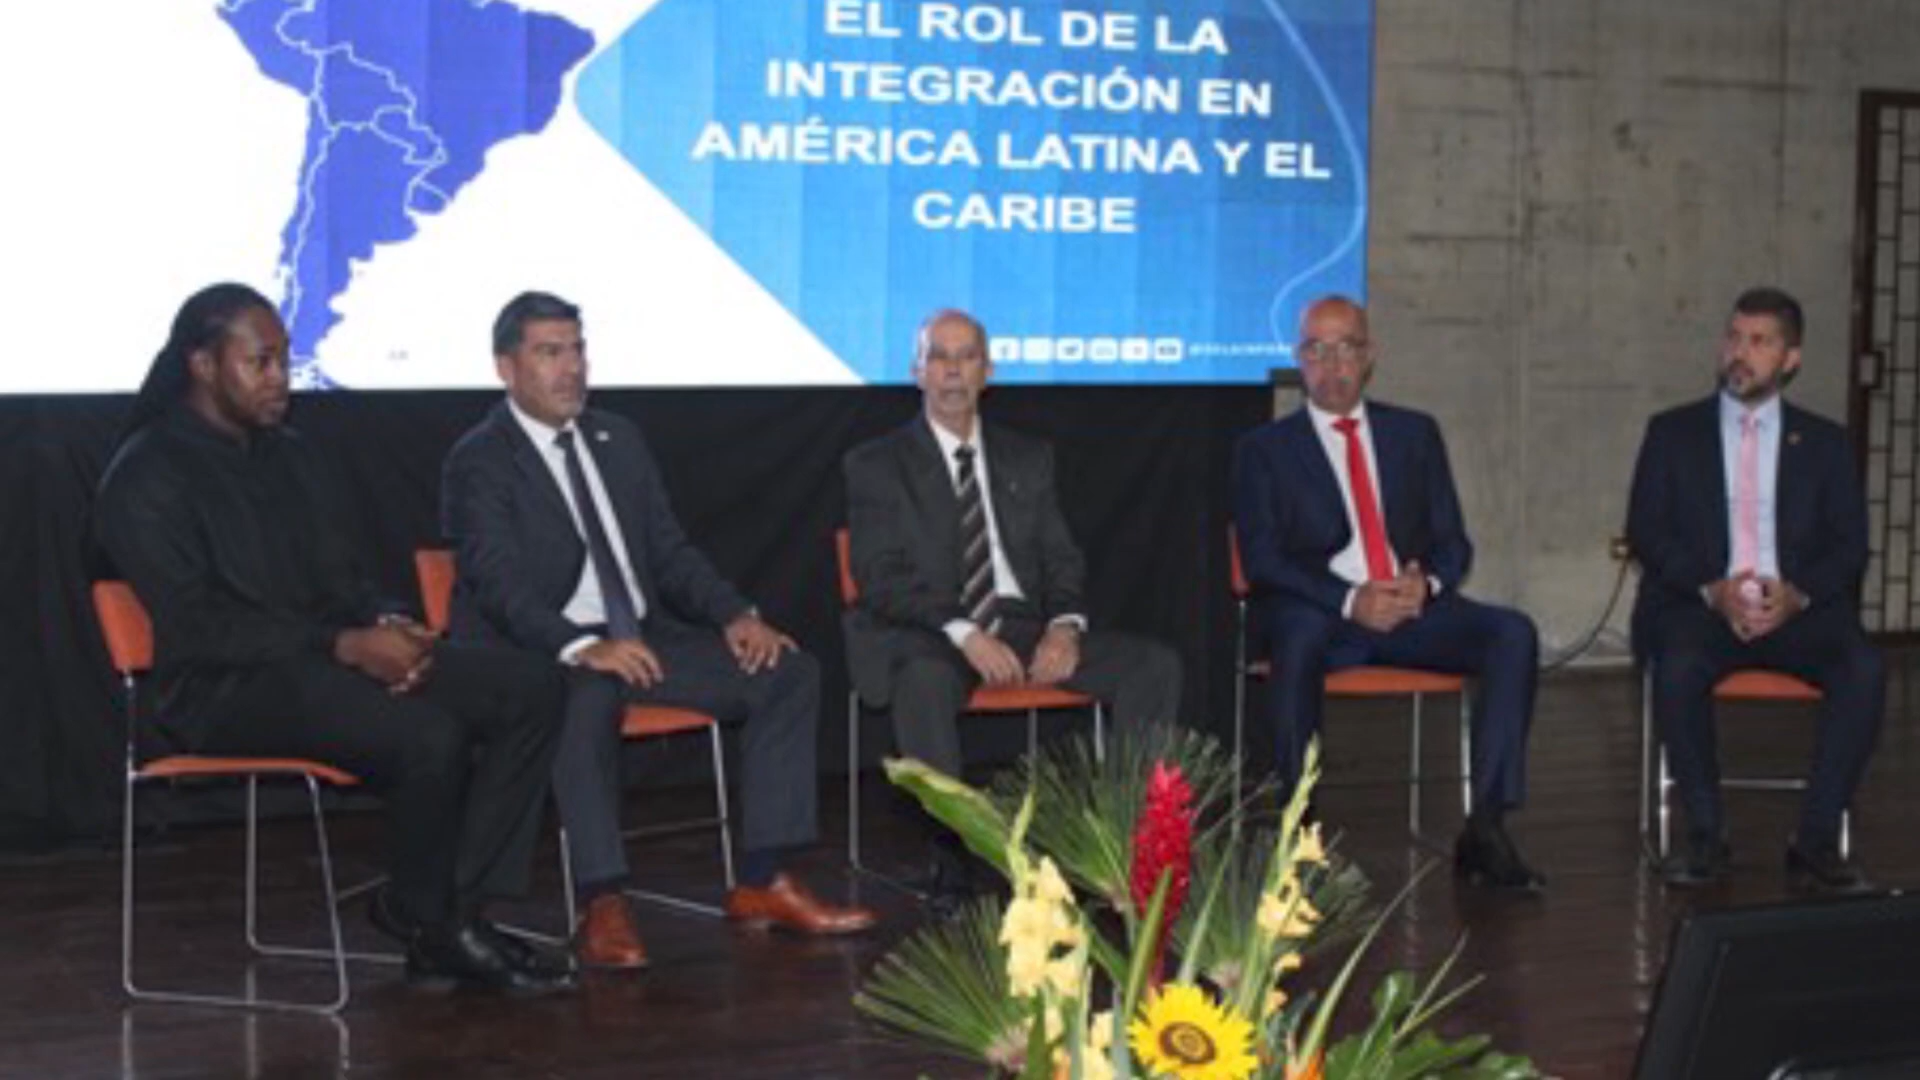 EL ROL DE LA
INTEGRACIÓN EN
AMÉRICA LATINA Y EL
CARIBE